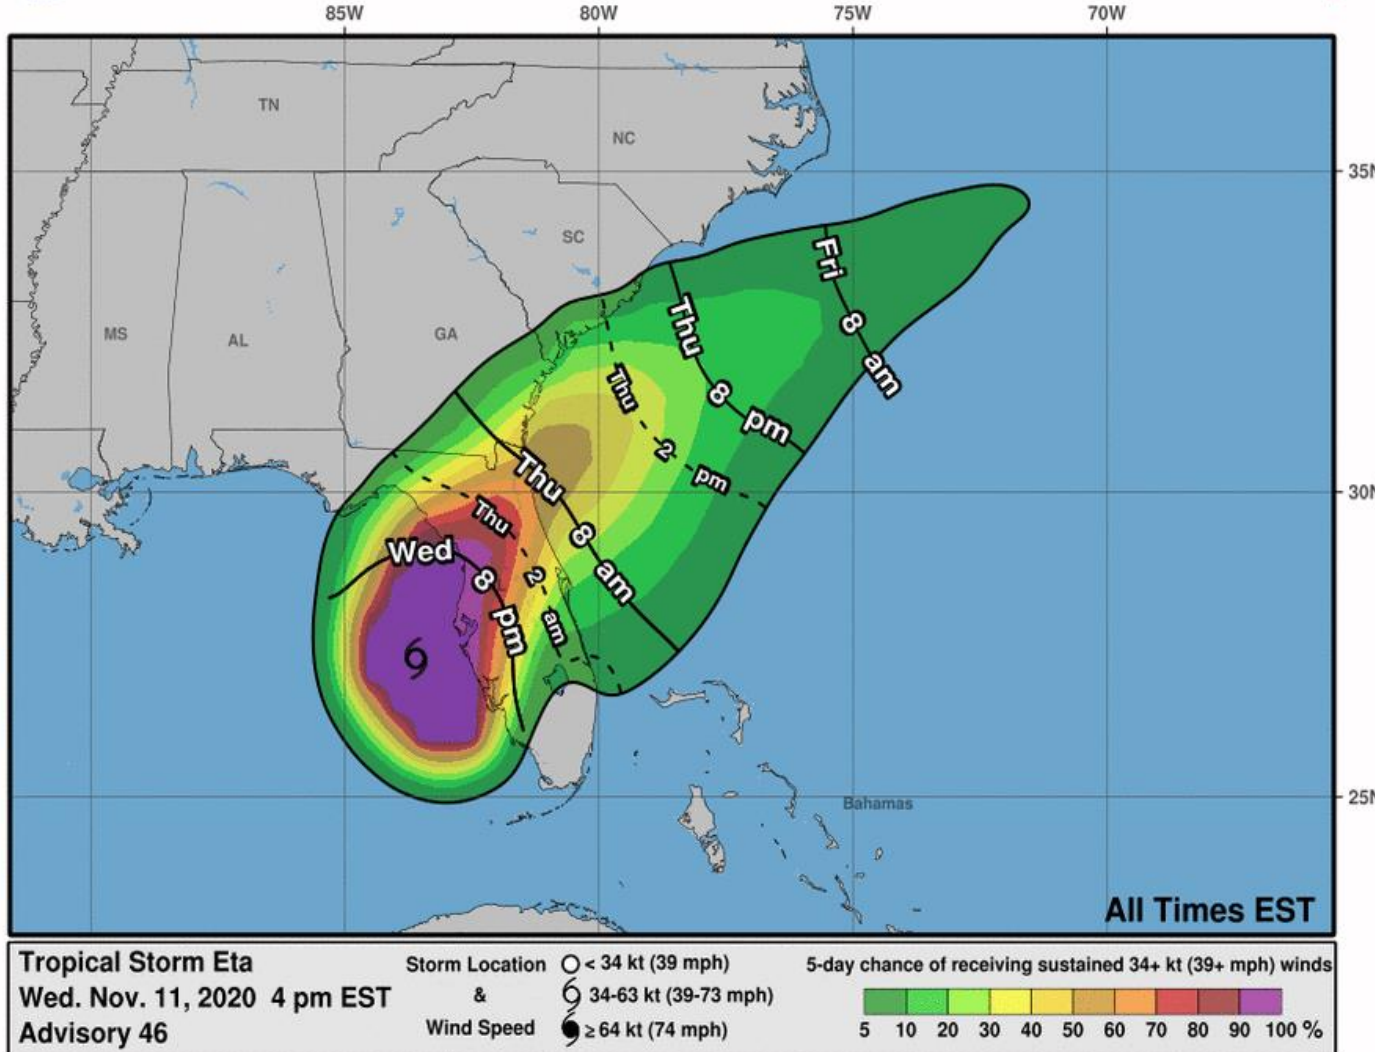 85W 80W 75W 70W
TN
NC
35N
SC
Fri 8 am
Thu 8 pm
MS AL GA
Thu 2 pm
Thu 8 am
30N
Thu 2 am
Wed 8 pm
Bahamas
25N
All Times EST
Tropical Storm Eta
Wed. Nov. 11, 2020 4 pm EST
Advisory 46
Storm Location
&
Wind Speed
< 34 kt (39 mph)
34-63 kt (39-73 mph)
≥ 64 kt (74 mph)
5-day chance of receiving sustained 34+ kt (39+ mph) winds
5 10 20 30 40 50 60 70 80 90 100 %